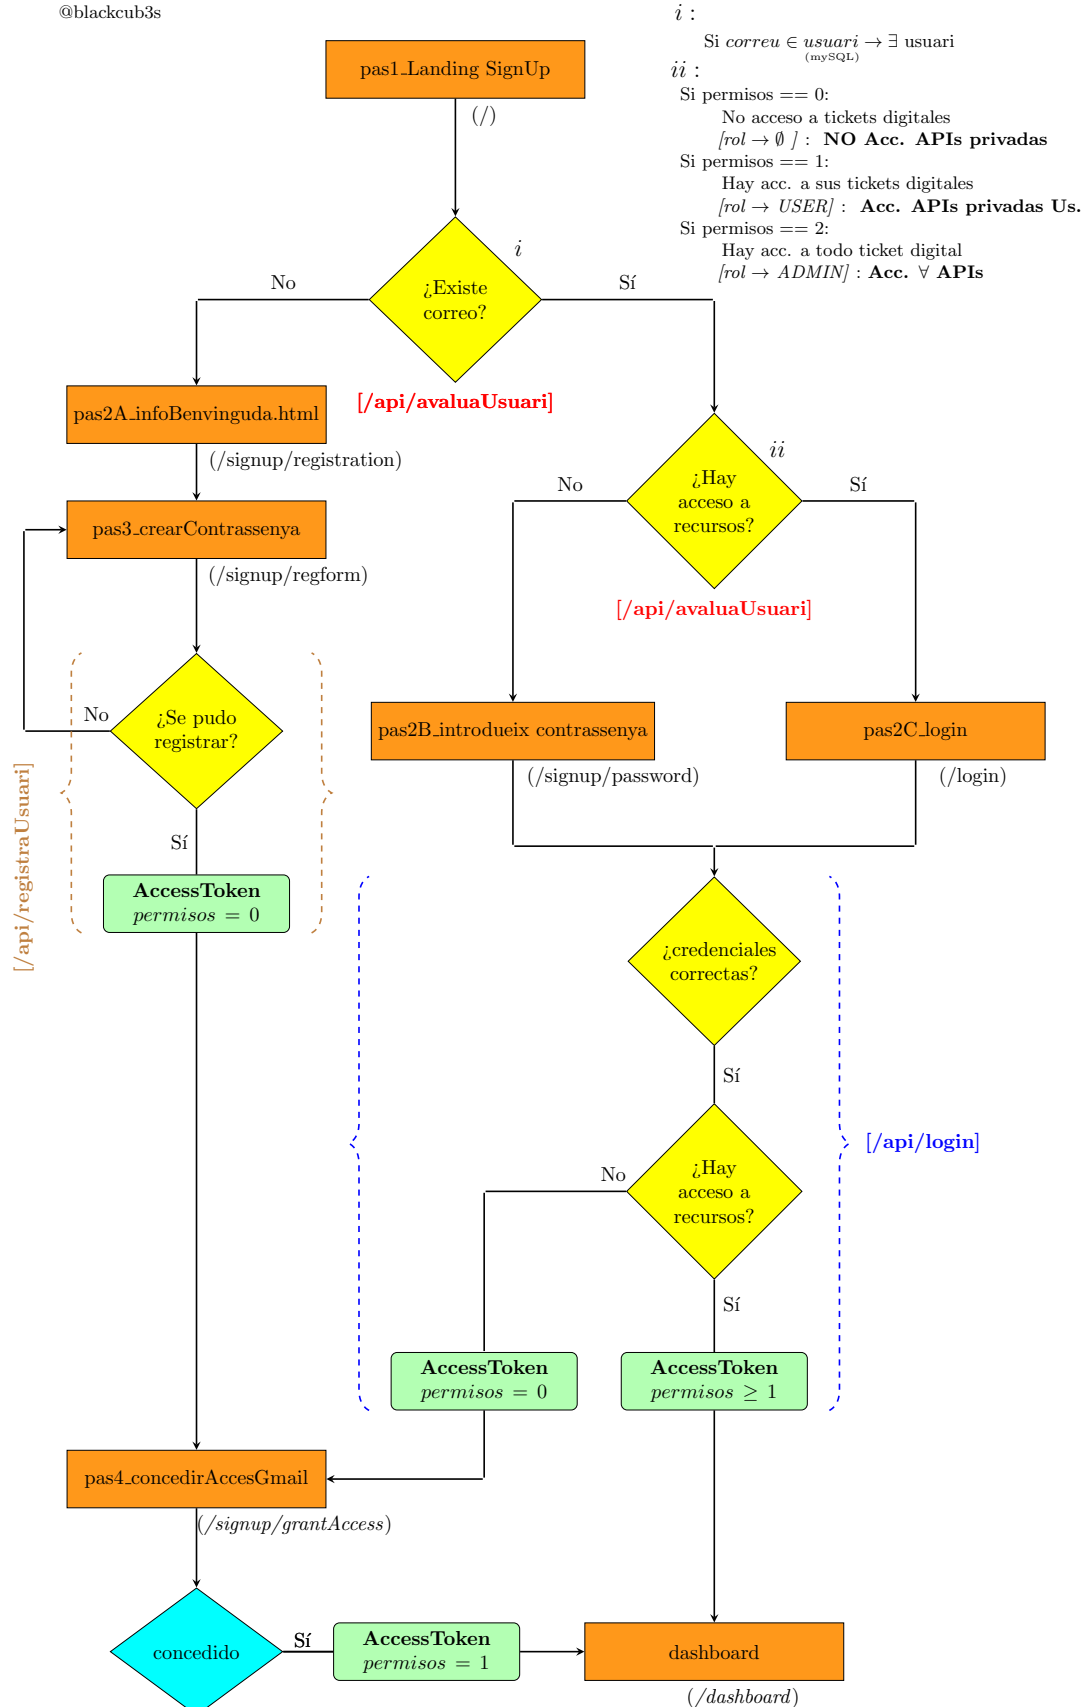 @blackcub3s
i :
Si correu ∈ usuari → ∃ usuari
(mySQL)
ii :
Si permisos == 0:
No acceso a tickets digitales
[rol → ∅ ] : NO Acc. APIs privadas
Si permisos == 1:
Hay acc. a sus tickets digitales
[rol → USER] : Acc. APIs privadas Us.
Si permisos == 2:
Hay acc. a todo ticket digital
[rol → ADMIN] : Acc. ∀ APIs
pas1_Landing SignUp
(/)
i
¿Existe
correo?
No
Sí
[/api/avaluaUsuari]
pas2A_infoBenvinguda.html
(/signup/registration)
ii
¿Hay
acceso a
recursos?
No
Sí
[/api/avaluaUsuari]
pas3_crearContrassenya
(/signup/regform)
¿Se pudo
registrar?
No
Sí
[/api/registraUsuari]
AccessToken
permisos = 0
pas2B_introdueix contrassenya
(/signup/password)
pas2C_login
(/login)
¿credenciales
correctas?
Sí
[/api/login]
¿Hay
acceso a
recursos?
No
Sí
AccessToken
permisos = 0
AccessToken
permisos ≥ 1
pas4_concedirAccesGmail
(/signup/grantAccess)
concedido
Sí
AccessToken
permisos = 1
dashboard
(/dashboard)